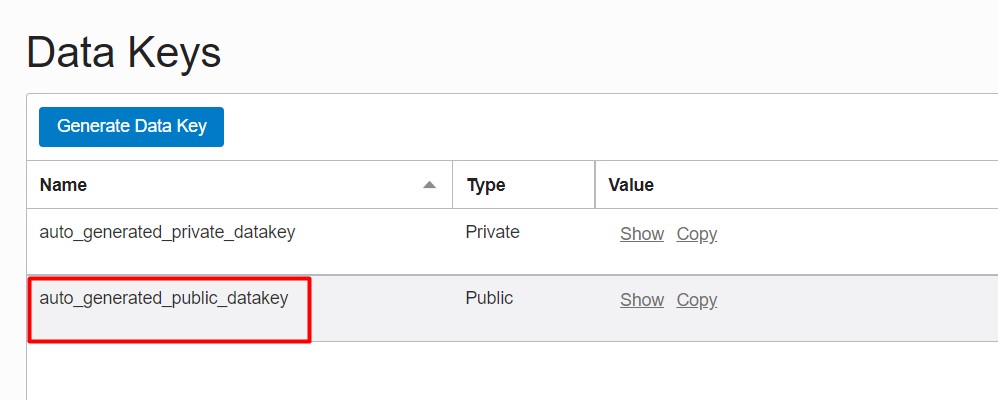 Data Keys
Generate Data Key
Name Type Value
auto_generated_private_datakey Private Show Copy
auto_generated_public_datakey Public Show Copy